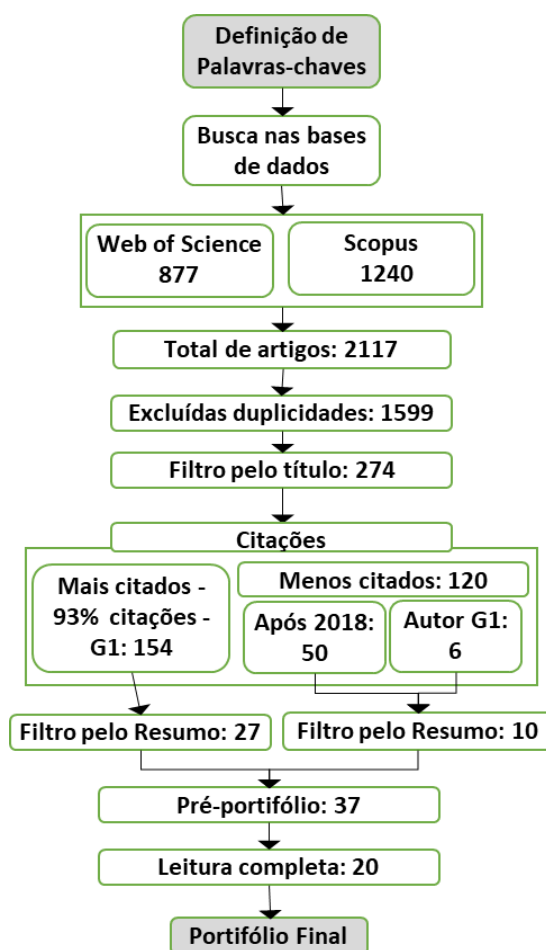 Definição de
Palavras-chaves
Busca nas bases
de dados
Web of Science
877
Scopus
1240
Total de artigos: 2117
Excluídas duplicidades: 1599
Filtro pelo título: 274
Citações
Mais citados -
93% citações -
G1: 154
Menos citados: 120
Após 2018:
50
Autor G1:
6
Filtro pelo Resumo: 27
Filtro pelo Resumo: 10
Pré-portifólio: 37
Leitura completa: 20
Portifólio Final